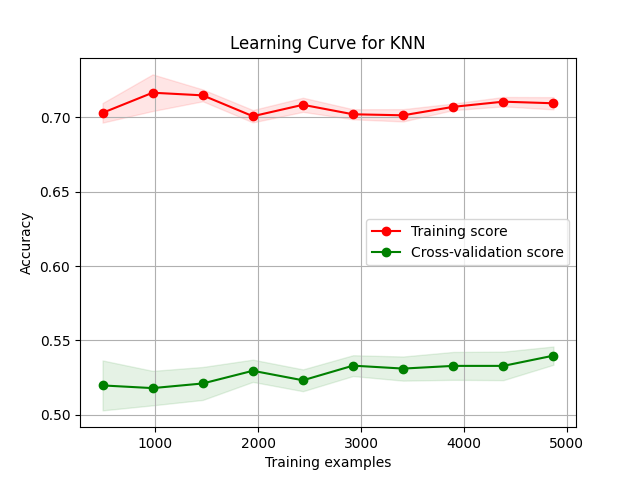 Learning Curve for KNN
0.70
0.65
0.60
0.55
0.50
Accuracy
Training score
Cross-validation score
1000 2000 3000 4000 5000
Training examples